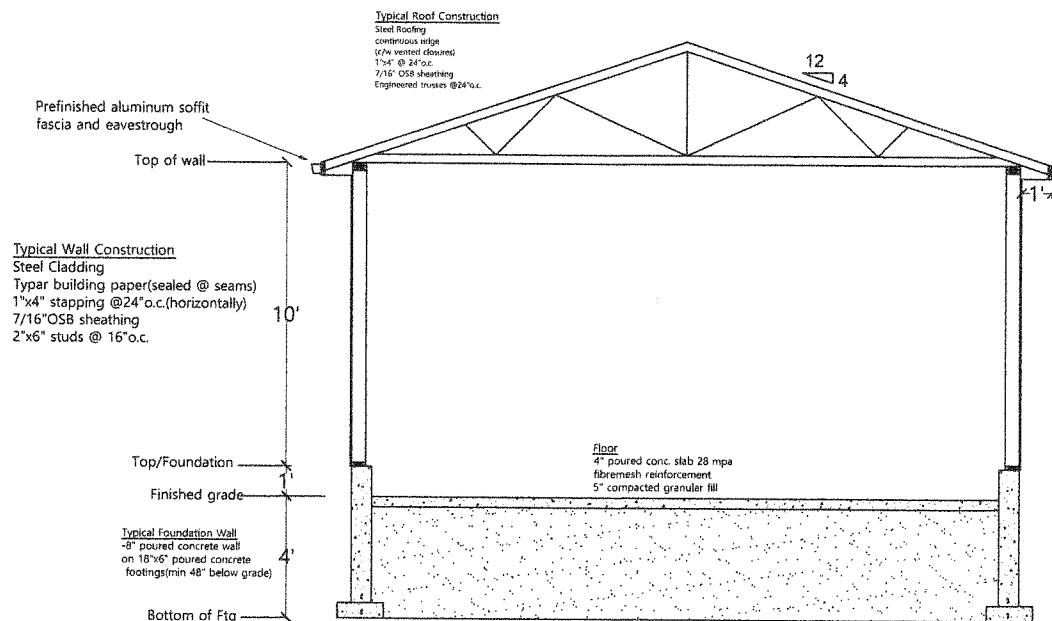 Typical Roof Construction
Steel Roofing
continuous ridge
(c/w vented closures)
1"x4" @ 24"o.c.
7/16" OSB sheathing
Engineered trusses @24"o.c.
12
4
Prefinished aluminum soffit
fascia and eavestrough
Top of wall
1'
Typical Wall Construction
Steel Cladding
Typar building paper(sealed @ seams)
1"x4" stapping @24"o.c.(horizontally)
7/16"OSB sheathing
2"x6" studs @ 16"o.c.
10'
Top/Foundation
1'
Finished grade
Floor
4" poured conc. slab 28 mpa
fibremesh reinforcement
5" compacted granular fill
Typical Foundation Wall
-8" poured concrete wall
on 18"x6" poured concrete
footings(min 48" below grade)
4'
Bottom of Ftg